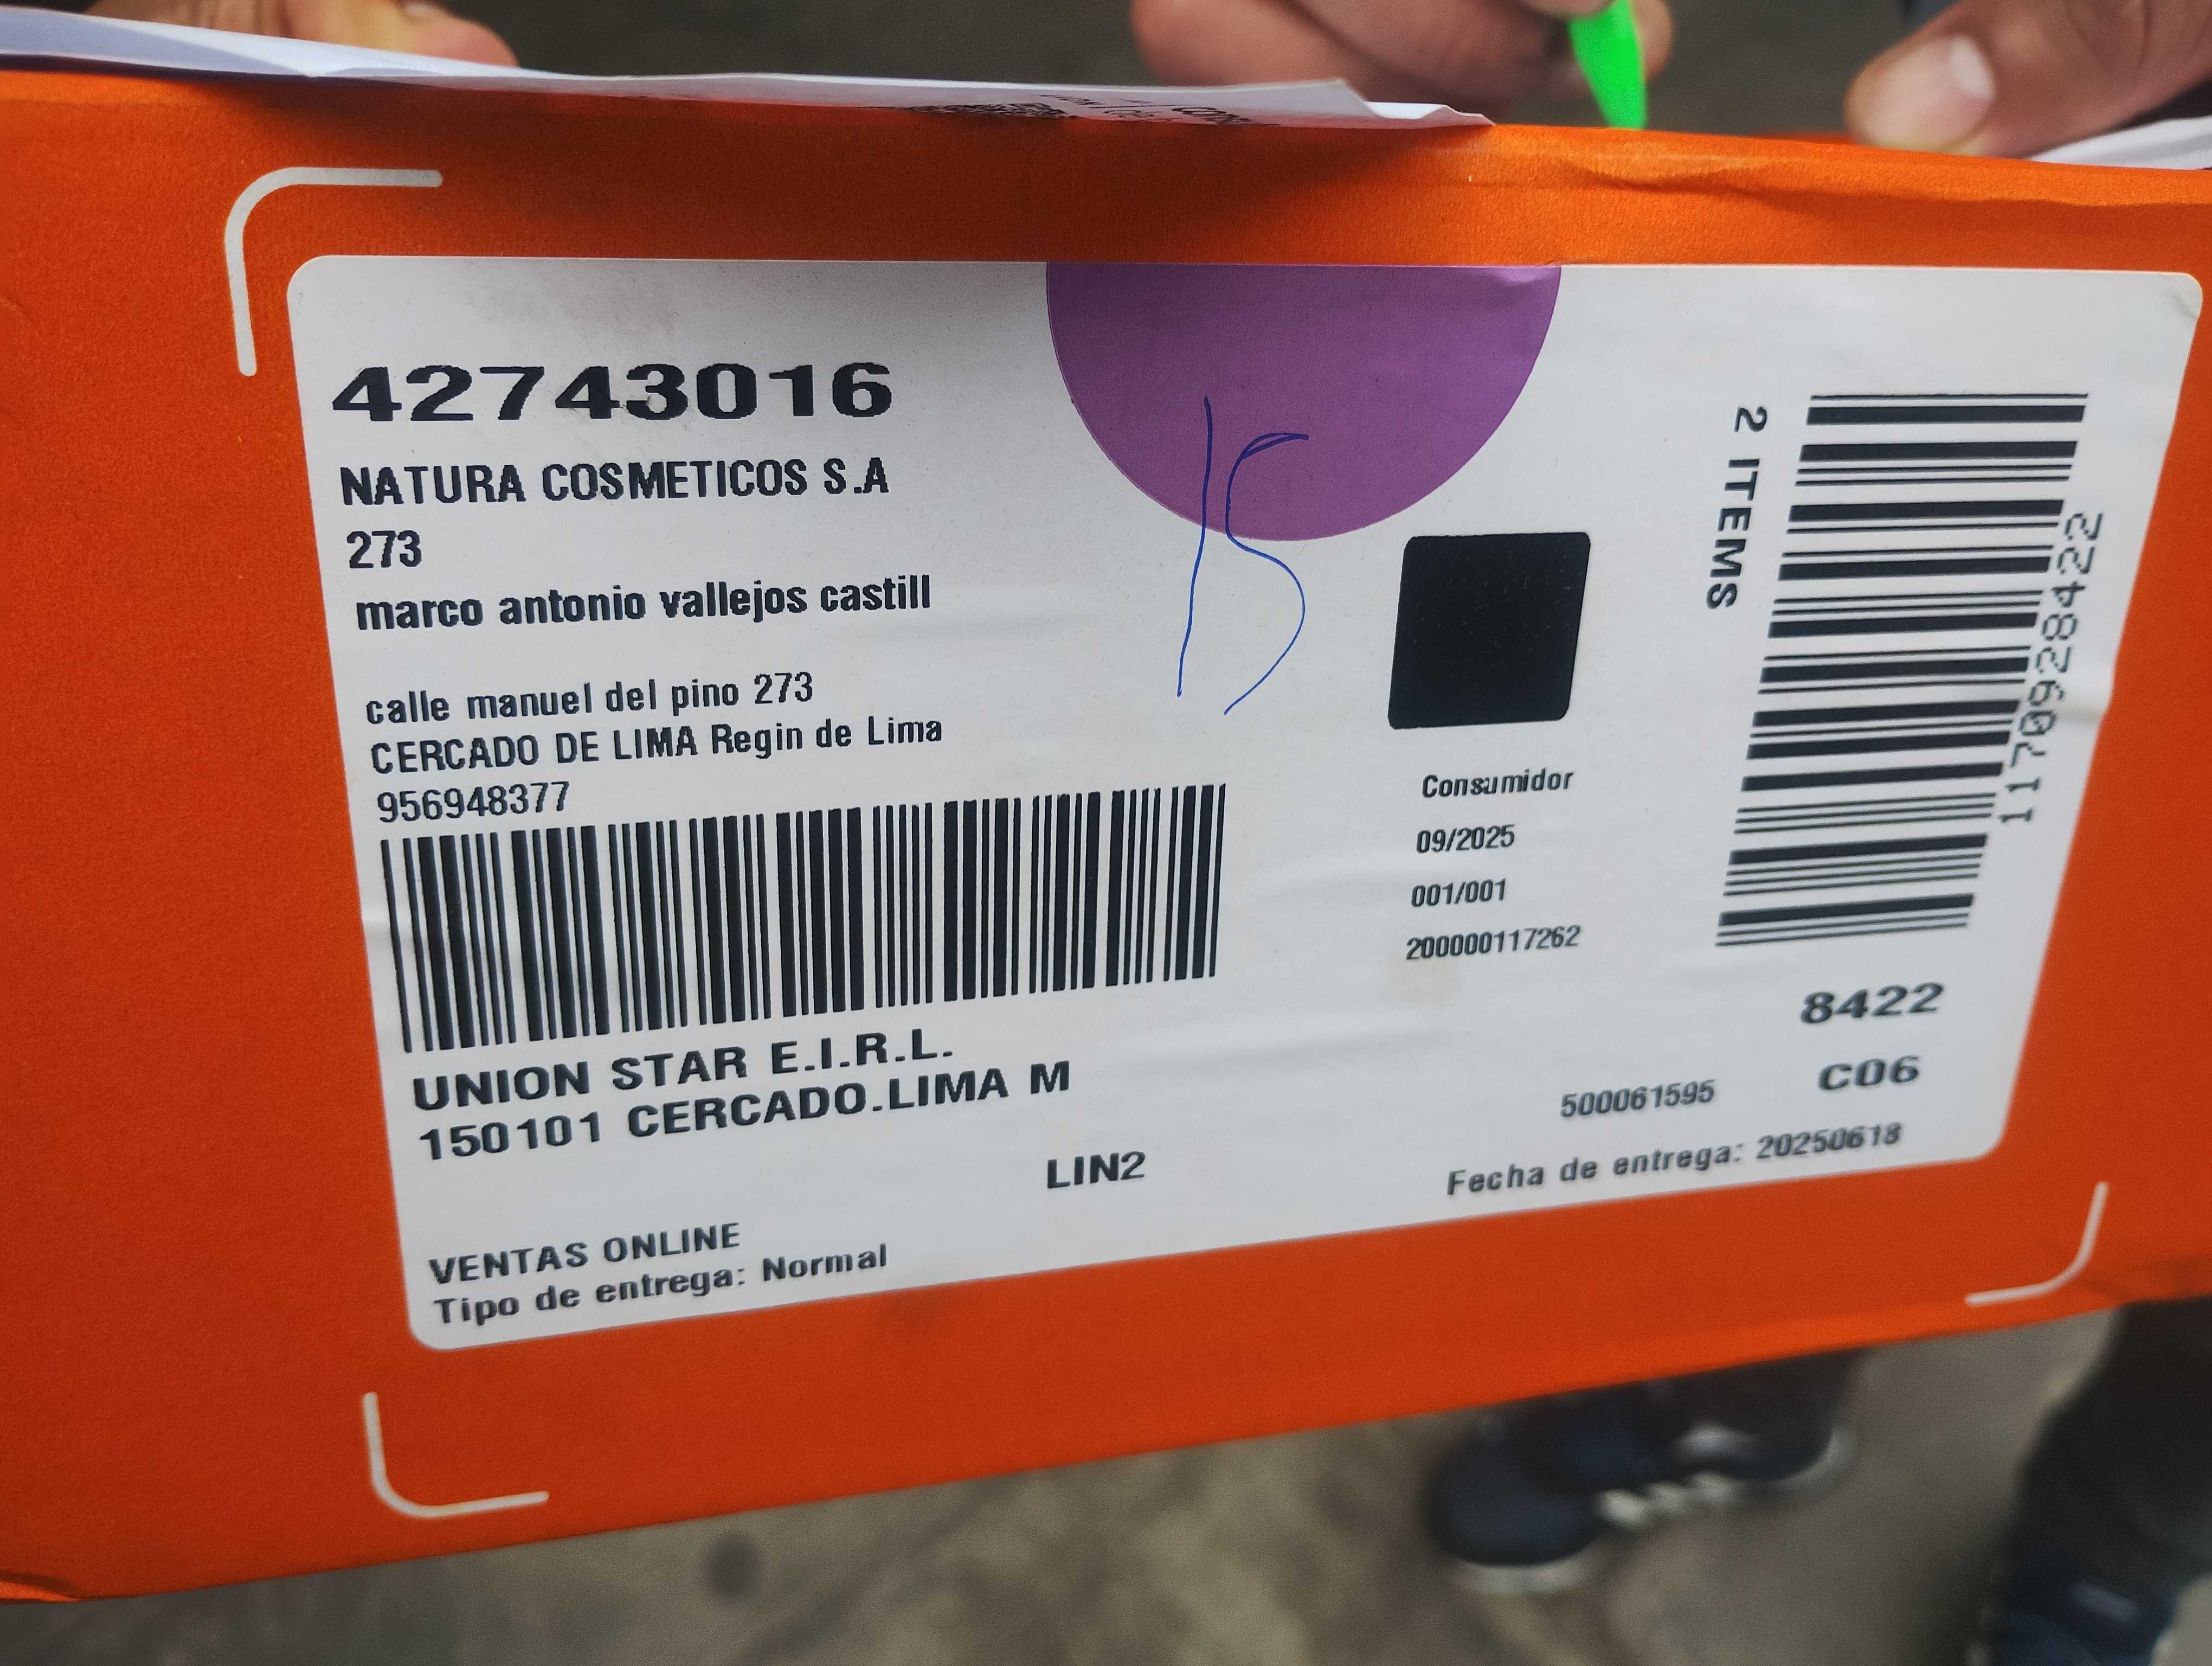 42743016
NATURA COSMETICOS S.A
273
marco antonio vallejos castill
calle manuel del pino 273
CERCADO DE LIMA Regin de Lima
956948377
UNION STAR E.I.R.L.
150101 CERCADO.LIMA M
LIN2
VENTAS ONLINE
Tipo de entrega: Normal
15
Consumidor
09/2025
001/001
200000117262
2 ITEMS
1170928422
8422
C06
500061595
Fecha de entrega: 20250618